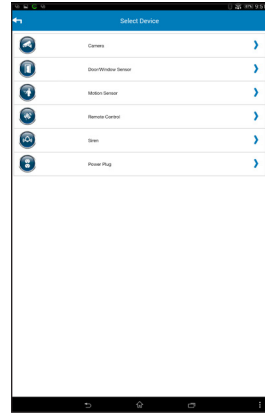 Select Device
Camera
Door/Window Sensor
Motion Sensor
Remote Control
Siren
Power Plug